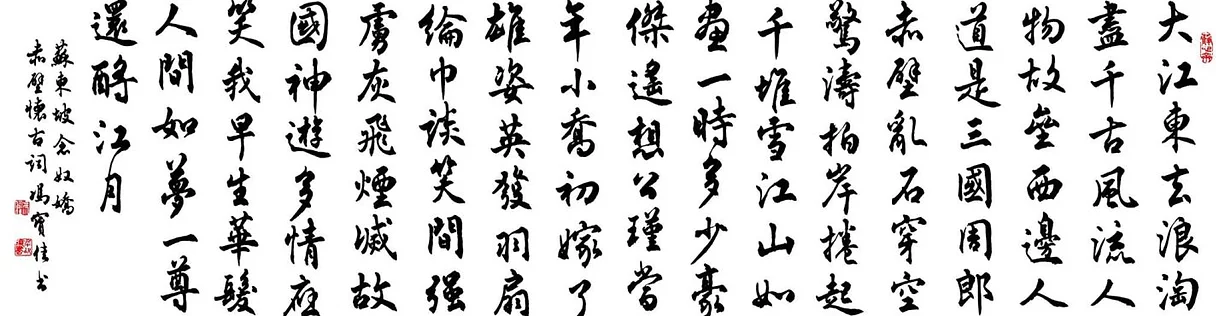 大江東去浪淘
盡千古風流人
物故壘西邊人
道是三國周郎
赤壁亂石穿空
驚濤拍岸捲起
千堆雪江山如
畫一時多少豪
傑遙想公瑾當
年小喬初嫁了
雄姿英發羽扇
綸巾談笑間强
虜灰飛煙滅故
國神遊多情應
笑我早生華髮
人間如夢一尊
還酹江月
蘇東坡念奴嬌
赤壁懷古詞馮寶佳书